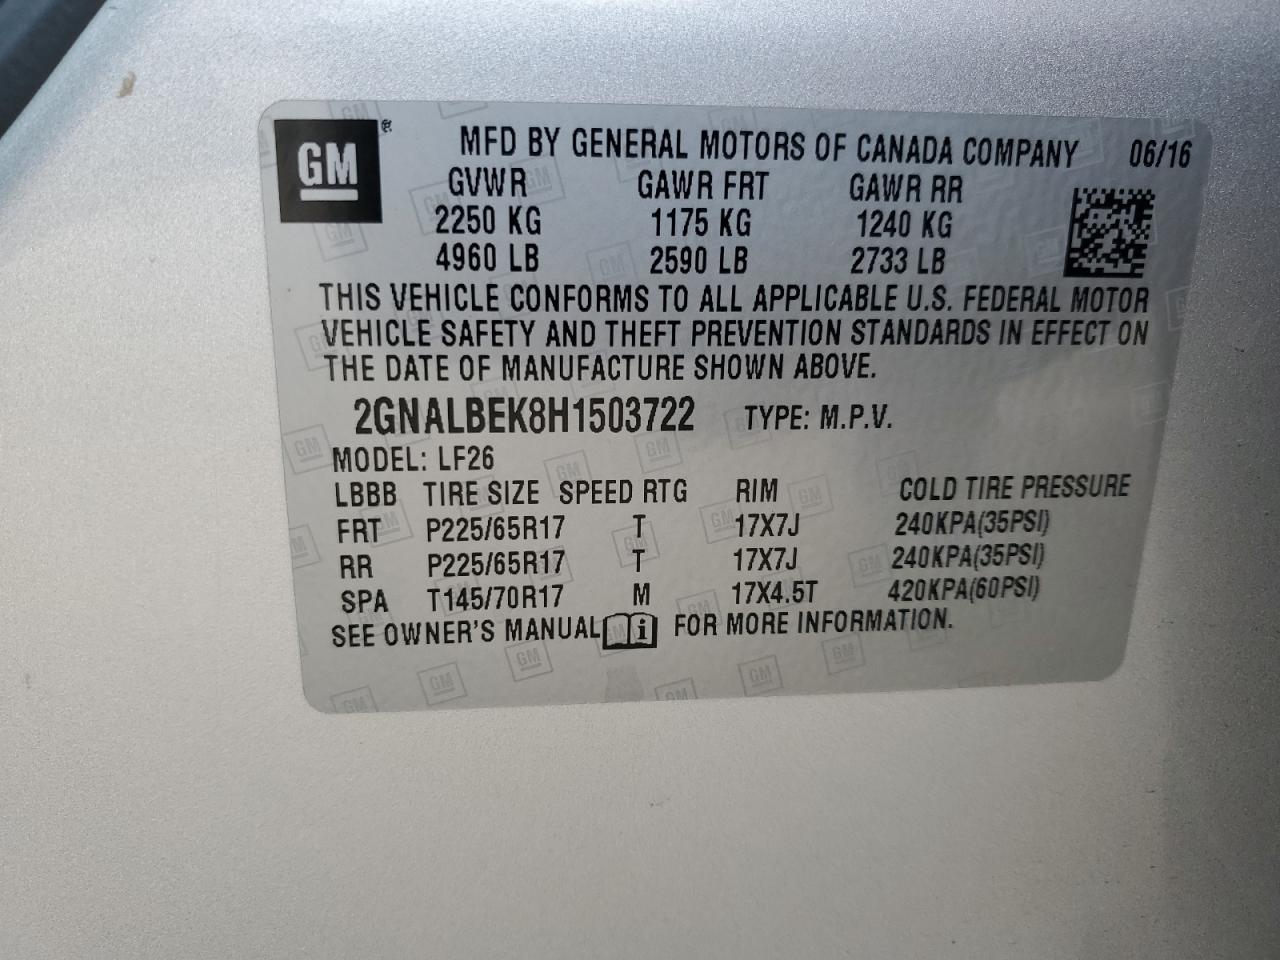 GM ® MFD BY GENERAL MOTORS OF CANADA COMPANY 06/16
GVWR GAWR FRT GAWR RR
2250 KG 1175 KG 1240 KG
4960 LB 2590 LB 2733 LB
THIS VEHICLE CONFORMS TO ALL APPLICABLE U.S. FEDERAL MOTOR
VEHICLE SAFETY AND THEFT PREVENTION STANDARDS IN EFFECT ON
THE DATE OF MANUFACTURE SHOWN ABOVE.
2GNALBEK8H1503722 TYPE: M.P.V.
MODEL: LF26
LBBB TIRE SIZE SPEED RTG RIM COLD TIRE PRESSURE
FRT P225/65R17 T 17X7J 240KPA(35PSI)
RR P225/65R17 T 17X7J 240KPA(35PSI)
SPA T145/70R17 M 17X4.5T 420KPA(60PSI)
SEE OWNER'S MANUAL i FOR MORE INFORMATION.